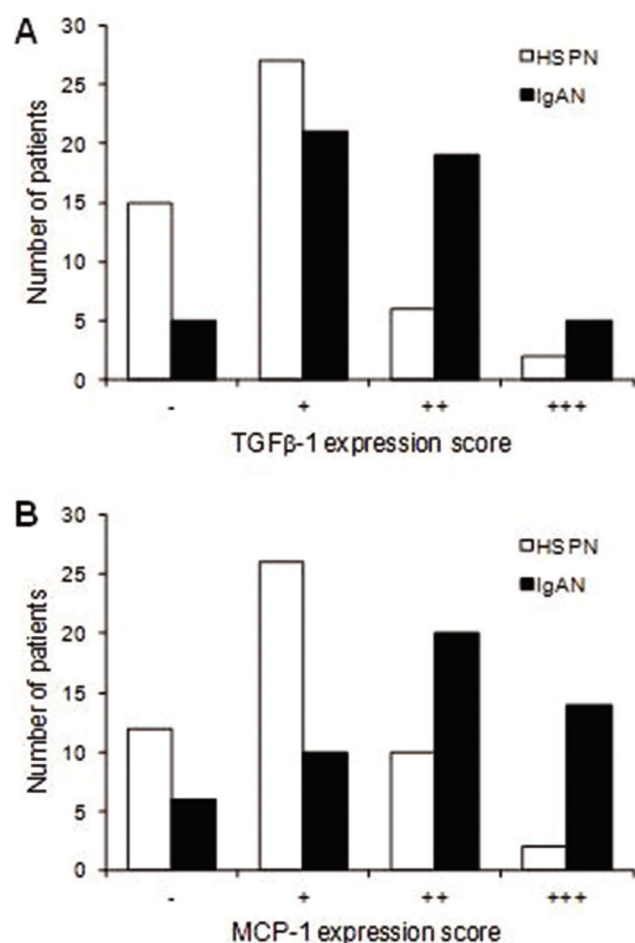 A
30
25
20
15
10
5
0
Number of patients
HSPN
IgAN
- + ++ +++
TGFβ-1 expression score
B
30
25
20
15
10
5
0
Number of patients
HSPN
IgAN
- + ++ +++
MCP-1 expression score